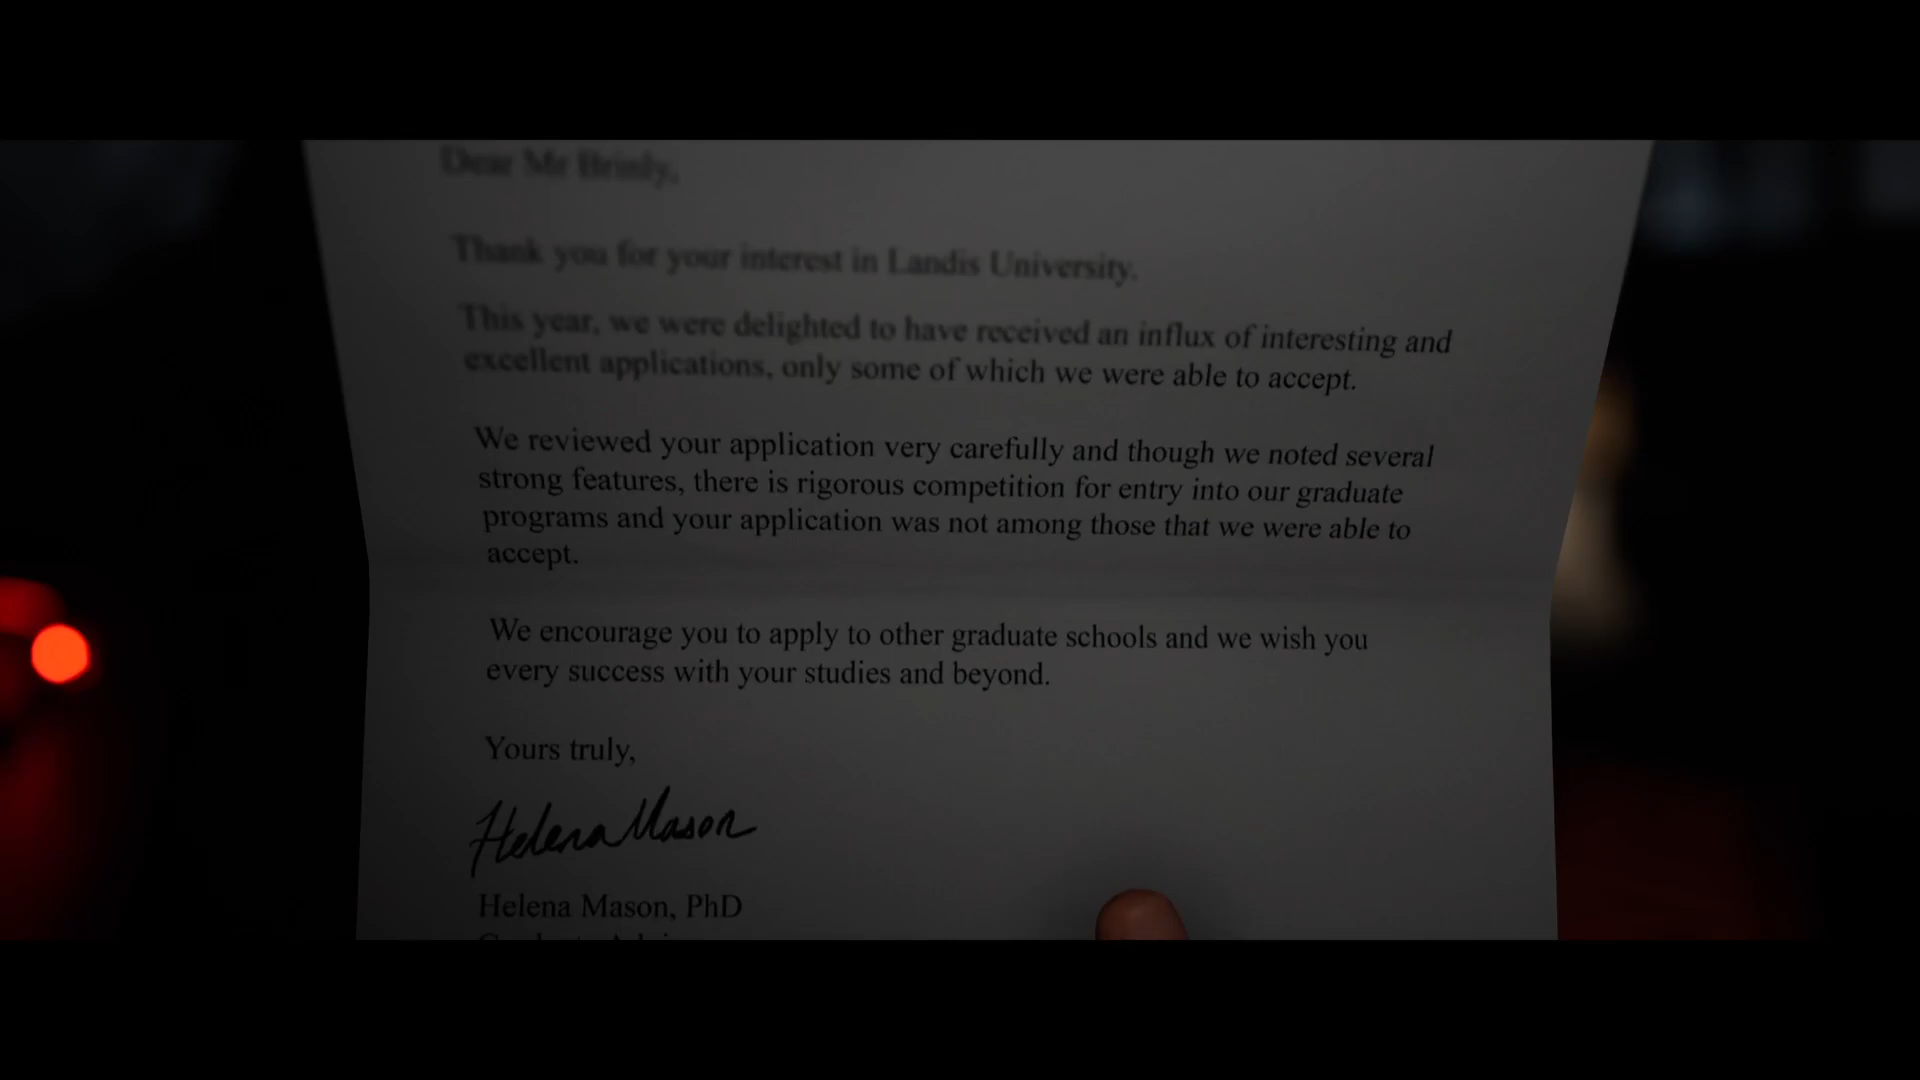 Dear Mr Brinly,
Thank you for your interest in Landis University.
This year, we were delighted to have received an influx of interesting and
excellent applications, only some of which we were able to accept.
We reviewed your application very carefully and though we noted several
strong features, there is rigorous competition for entry into our graduate
programs and your application was not among those that we were able to
accept.
We encourage you to apply to other graduate schools and we wish you
every success with your studies and beyond.
Yours truly,
Helena Mason
Helena Mason, PhD